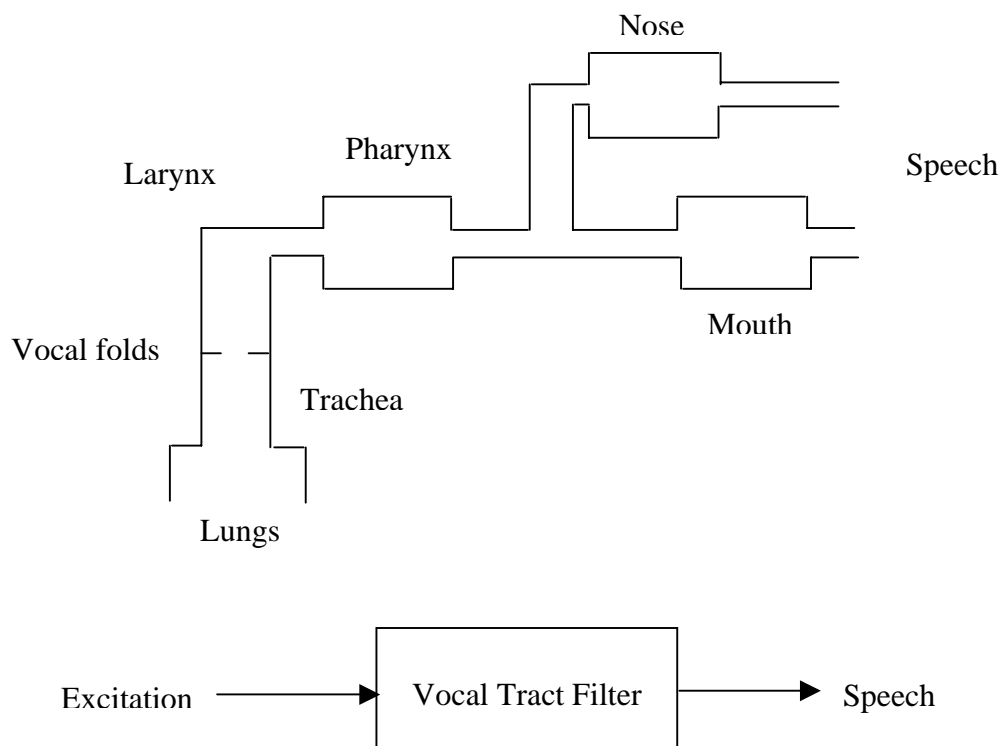 Nose
Pharynx
Larynx
Speech
Mouth
Vocal folds
Trachea
Lungs
Excitation
Vocal Tract Filter
Speech